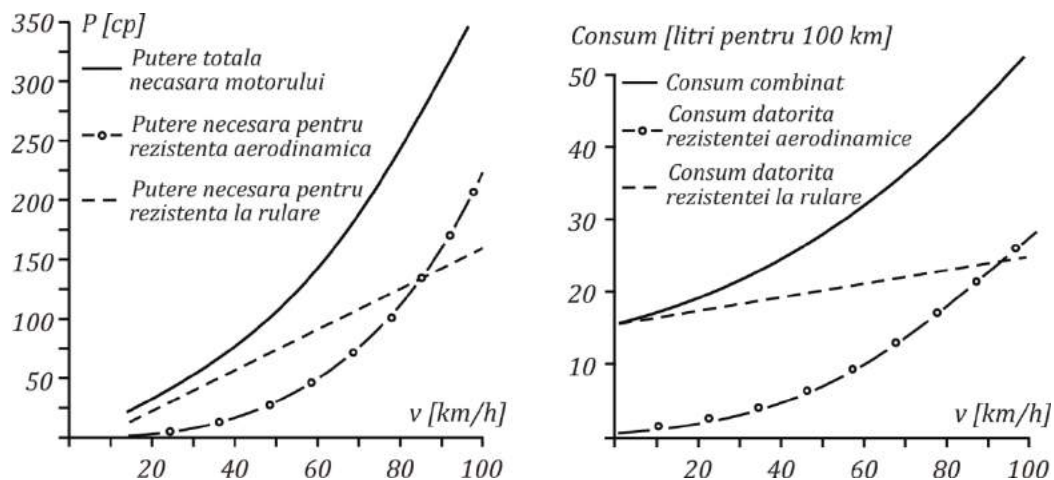 P [cp]
350
300
250
200
150
100
50
Putere totala
necasara motorului
Putere necesara pentru
rezistenta aerodinamica
Putere necesara pentru
rezistenta la rulare
v [km/h]
20 40 60 80 100
Consum [litri pentru 100 km]
50
40
30
20
10
Consum combinat
Consum datorita
rezistentei aerodinamice
Consum datorita
rezistentei la rulare
v [km/h]
20 40 60 80 100